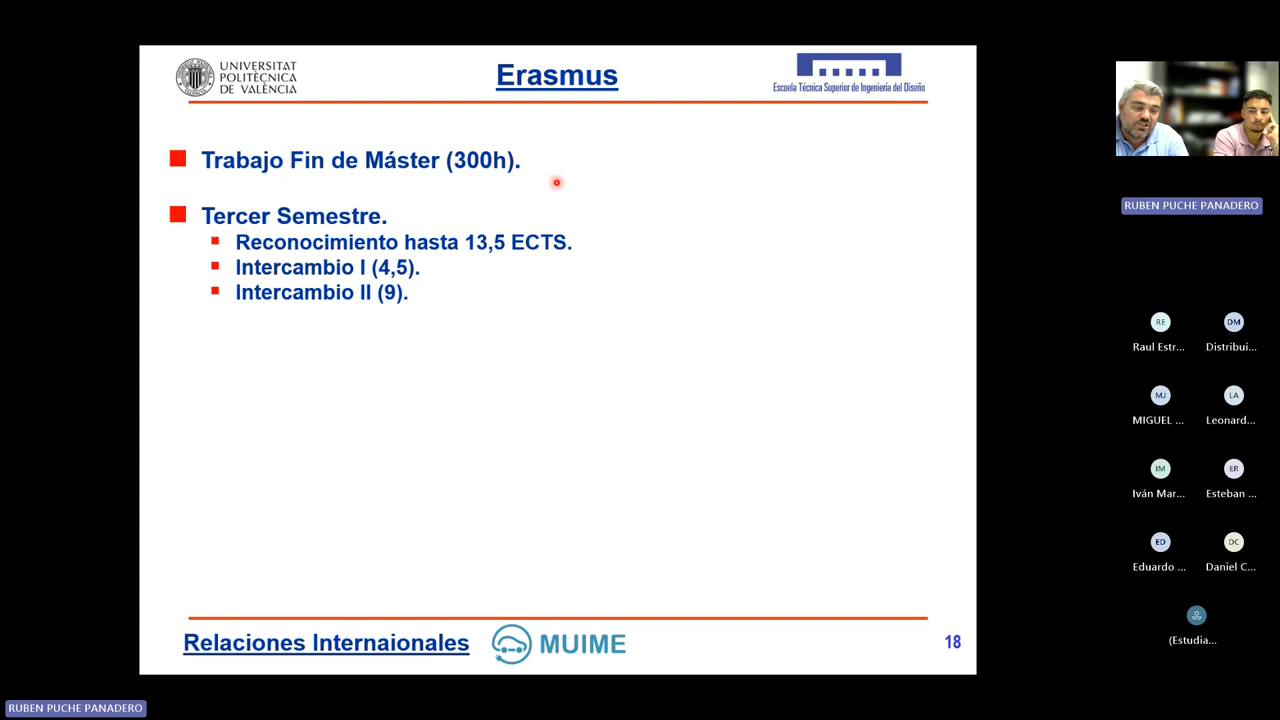 UNIVERSITAT
POLITÈCNICA
DE VALÈNCIA
Erasmus
Escuela Técnica Superior de Ingeniería del Diseño
Trabajo Fin de Máster (300h).
Tercer Semestre.
Reconocimiento hasta 13,5 ECTS.
Intercambio I (4,5).
Intercambio II (9).
Relaciones Internaionales
MUIME
18
RUBEN PUCHE PANADERO
RE
DM
Raul Estr...
Distribui...
MJ
LA
MIGUEL ...
Leonard...
IM
ER
Iván Mar...
Esteban ...
ED
DC
Eduardo ...
Daniel C...
(Estudia...
RUBEN PUCHE PANADERO